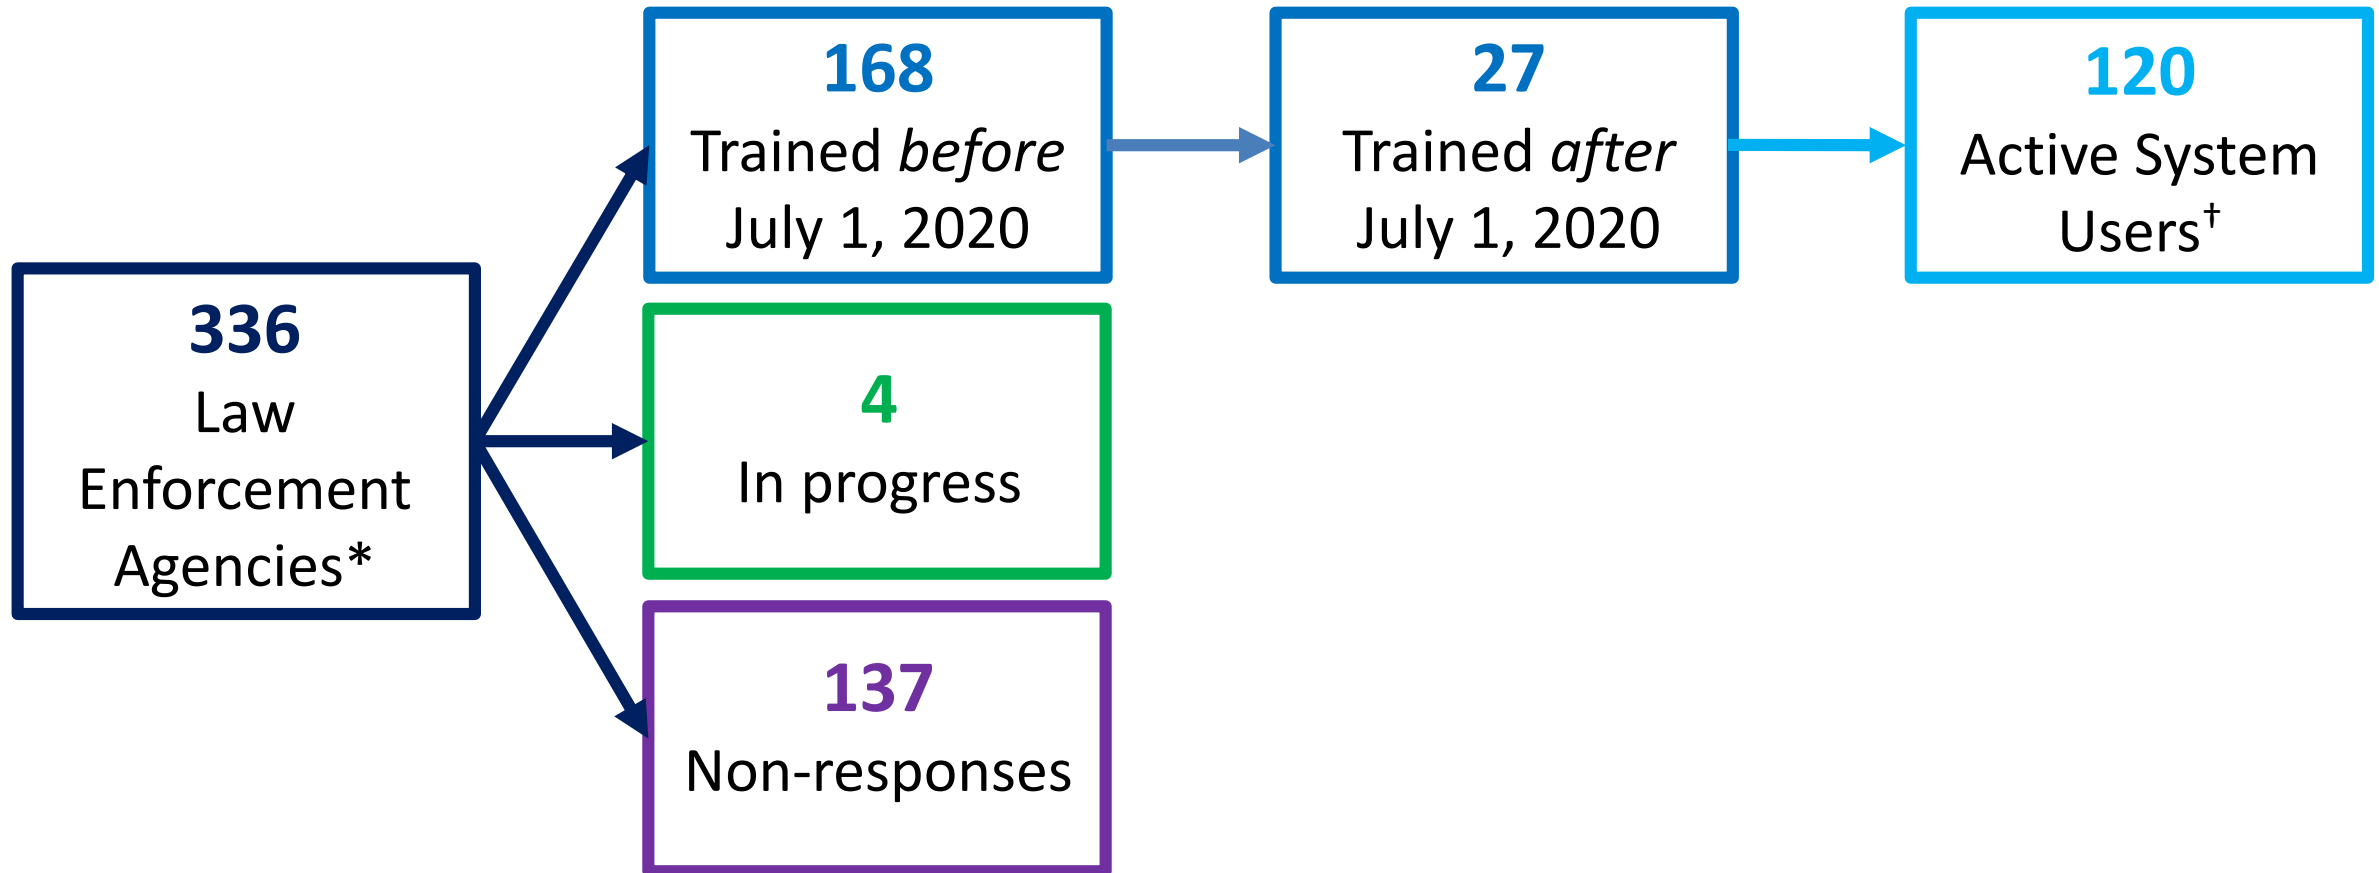 336
Law
Enforcement
Agencies*
168
Trained before
July 1, 2020
27
Trained after
July 1, 2020
120
Active System
Users†
4
In progress
137
Non-responses